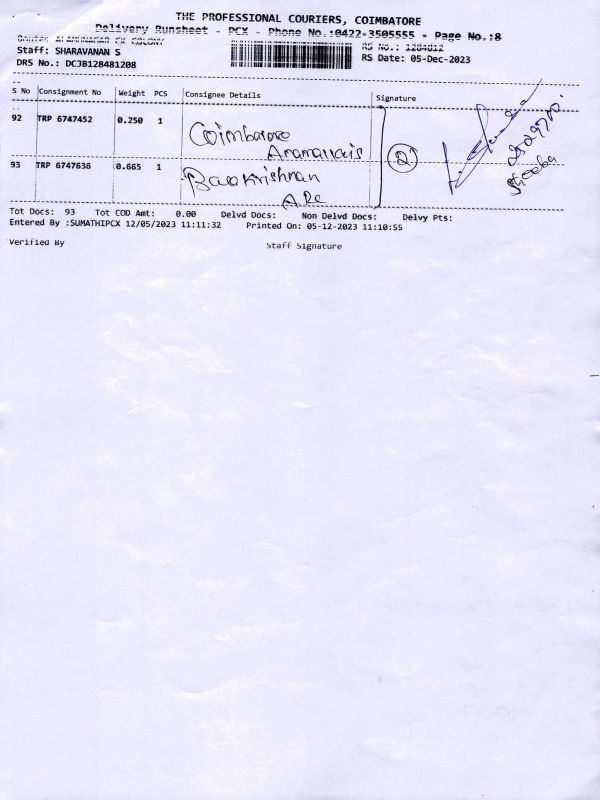 THE PROFESSIONAL COURIERS, COIMBATORE
Delivery Runsheet - PCX - Phone No.:0422-3505555 - Page No.:8
RS No.: 1284812
Staff: SHARAVANAN S
RS Date: 05-Dec-2023
DRS No.: DCJB128481208
S No Consignment No Weight PCS Consignee Details Signature
92 TRP 6747452 0.250 1 Coimbatore
93 TRP 6747636 0.665 1
2
Sheeba
Tot Docs: 93 Tot COD Amt: 0.00 Delvd Docs: Non Delvd Docs: Delvy Pts:
Entered By :SUMATHIPCX 12/05/2023 11:11:32 Printed On: 05-12-2023 11:10:55
Verified By Staff Signature